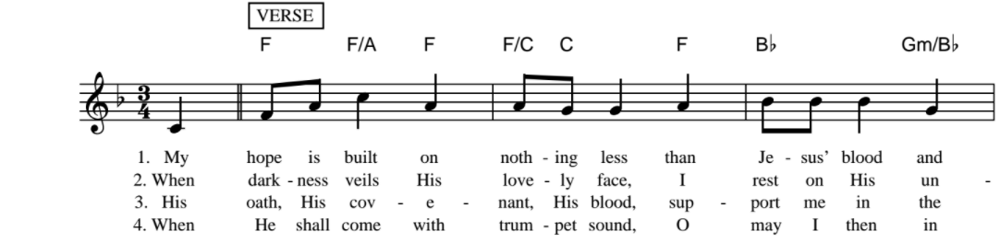 VERSE
F F/A F F/C C F B♭ Gm/B♭
3
4
1. My hope is built on noth - ing less than Je - sus' blood and
2. When dark - ness veils His love - ly face, I rest on His un -
3. His oath, His cov - e - nant, His blood, sup - port me in the
4. When He shall come with trum - pet sound, O may I then in